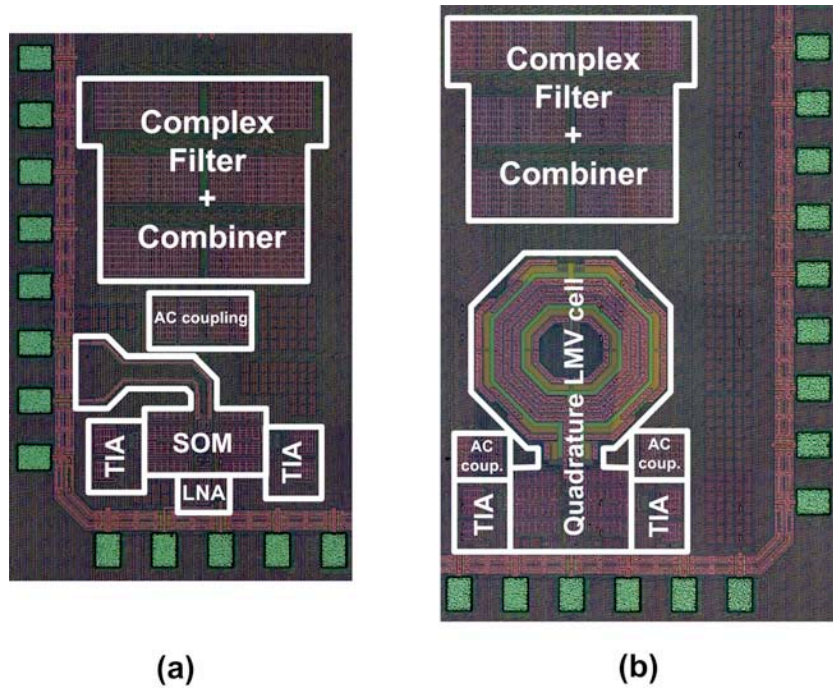 Complex
Filter
+
Combiner
AC coupling
SOM
TIA
TIA
LNA
(a)
Complex
Filter
+
Combiner
Quadrature LMV cell
AC
coup.
AC
coup.
TIA
TIA
(b)